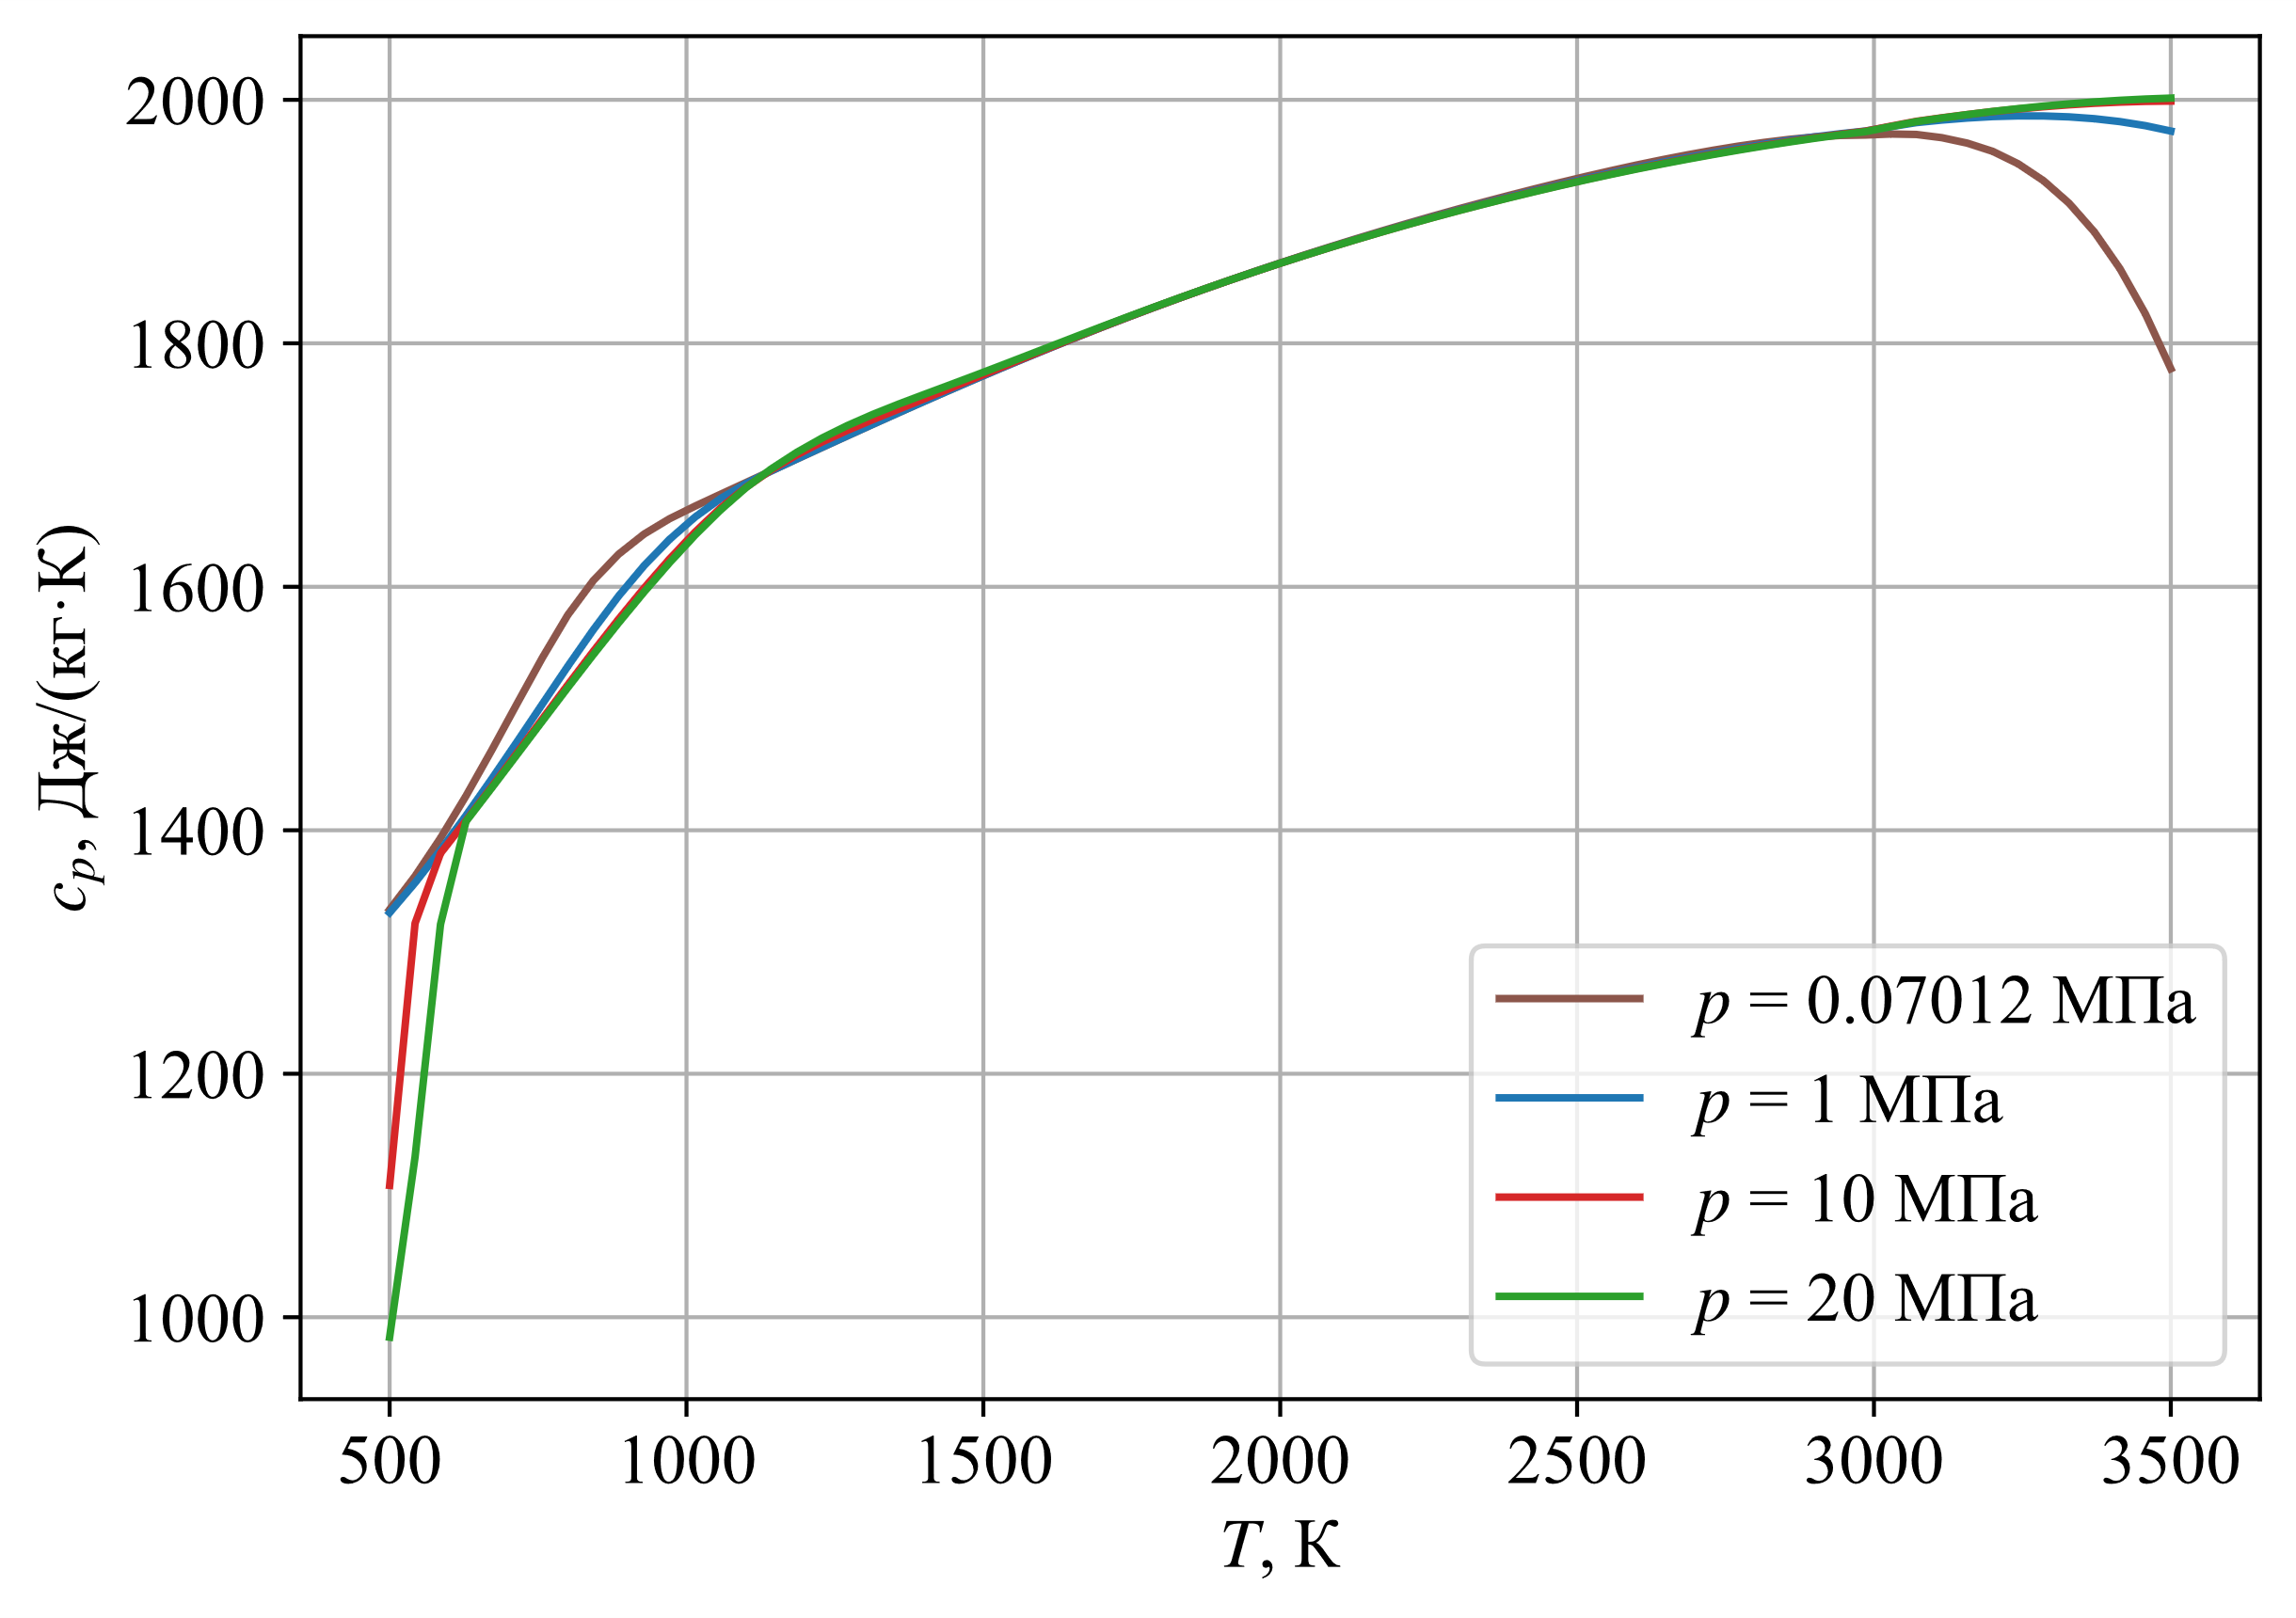 2000
1800
1600
1400
1200
1000
c_p, Дж/(кг·К)
p = 0.07012 МПа
p = 1 МПа
p = 10 МПа
p = 20 МПа
500 1000 1500 2000 2500 3000 3500
T, К